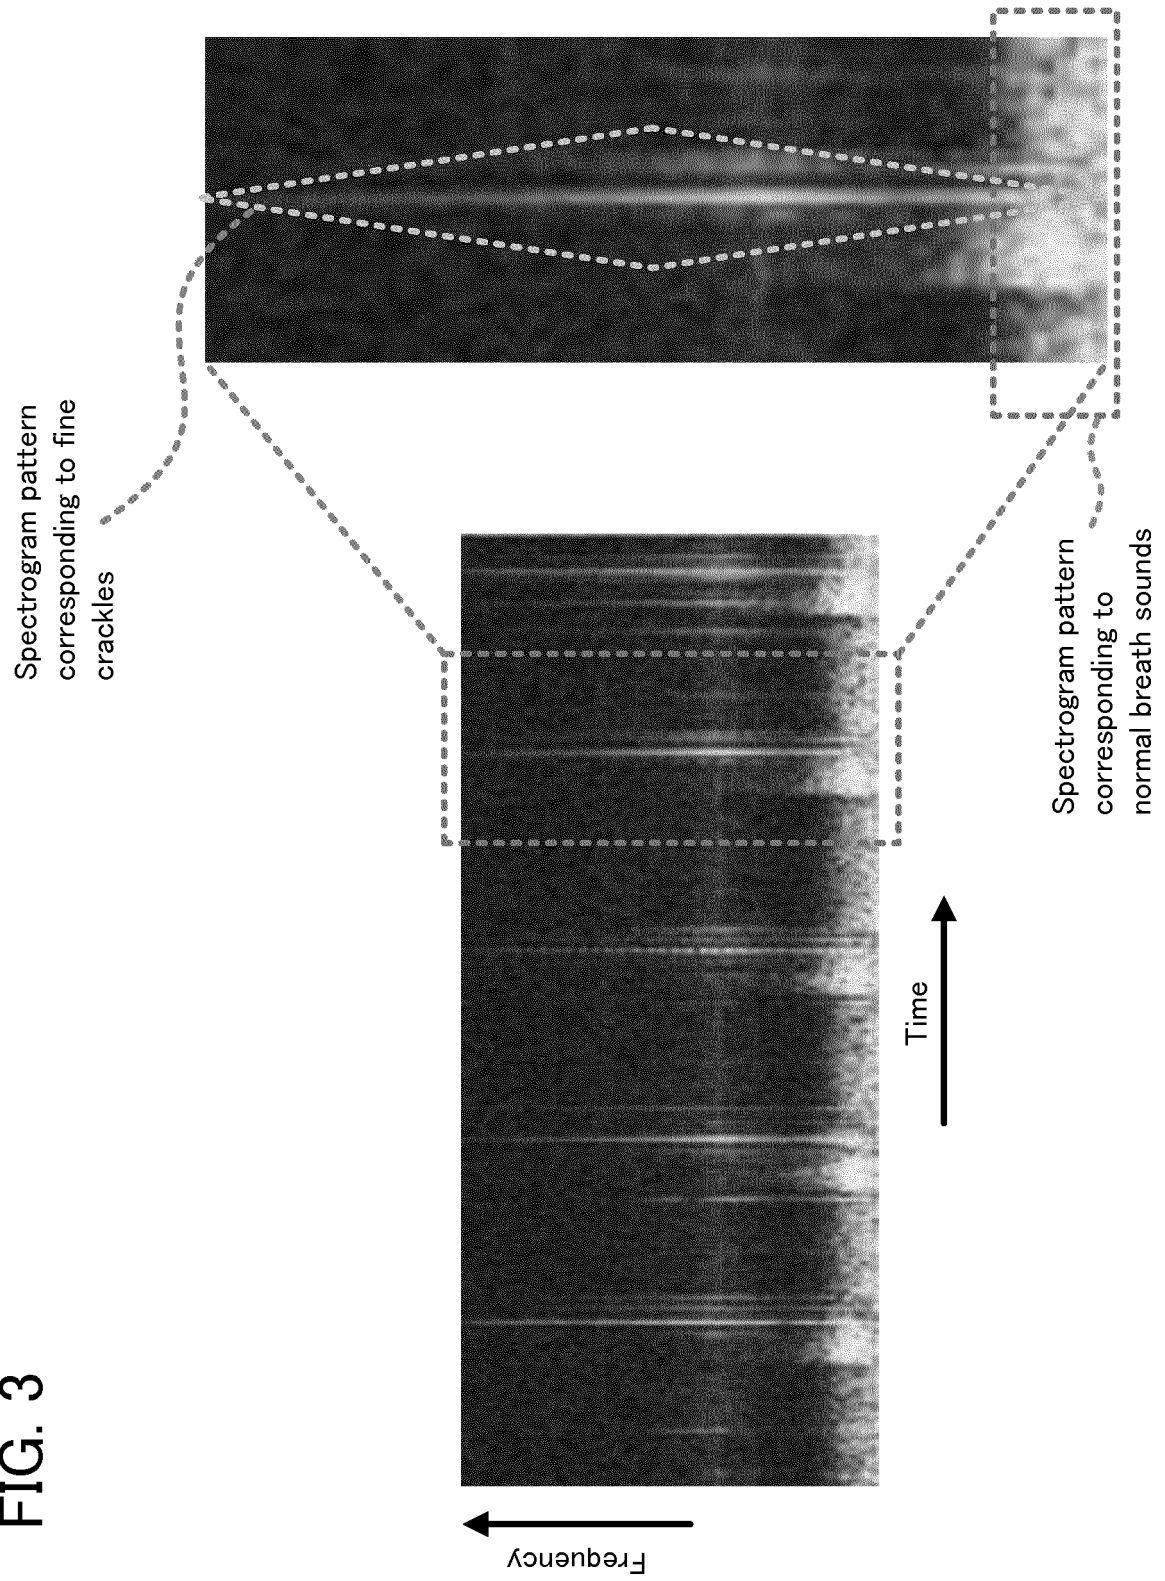 FIG. 3
Spectrogram pattern
corresponding to fine
crackles
Frequency
Time
Spectrogram pattern
corresponding to
normal breath sounds